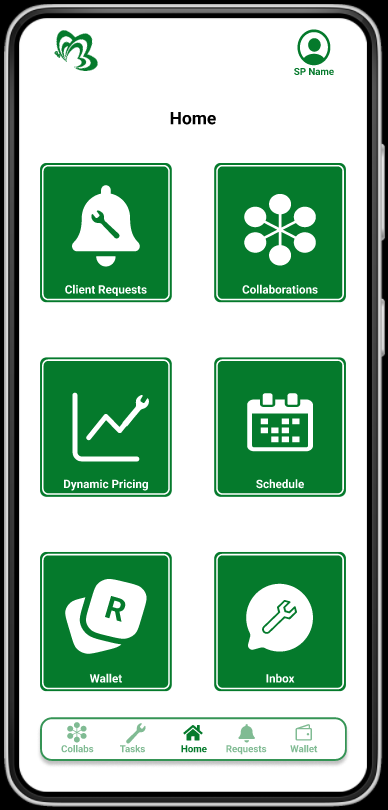 SP Name
Home
Client Requests
Collaborations
Dynamic Pricing
Schedule
R
Wallet
Inbox
Collabs
Tasks
Home
Requests
Wallet